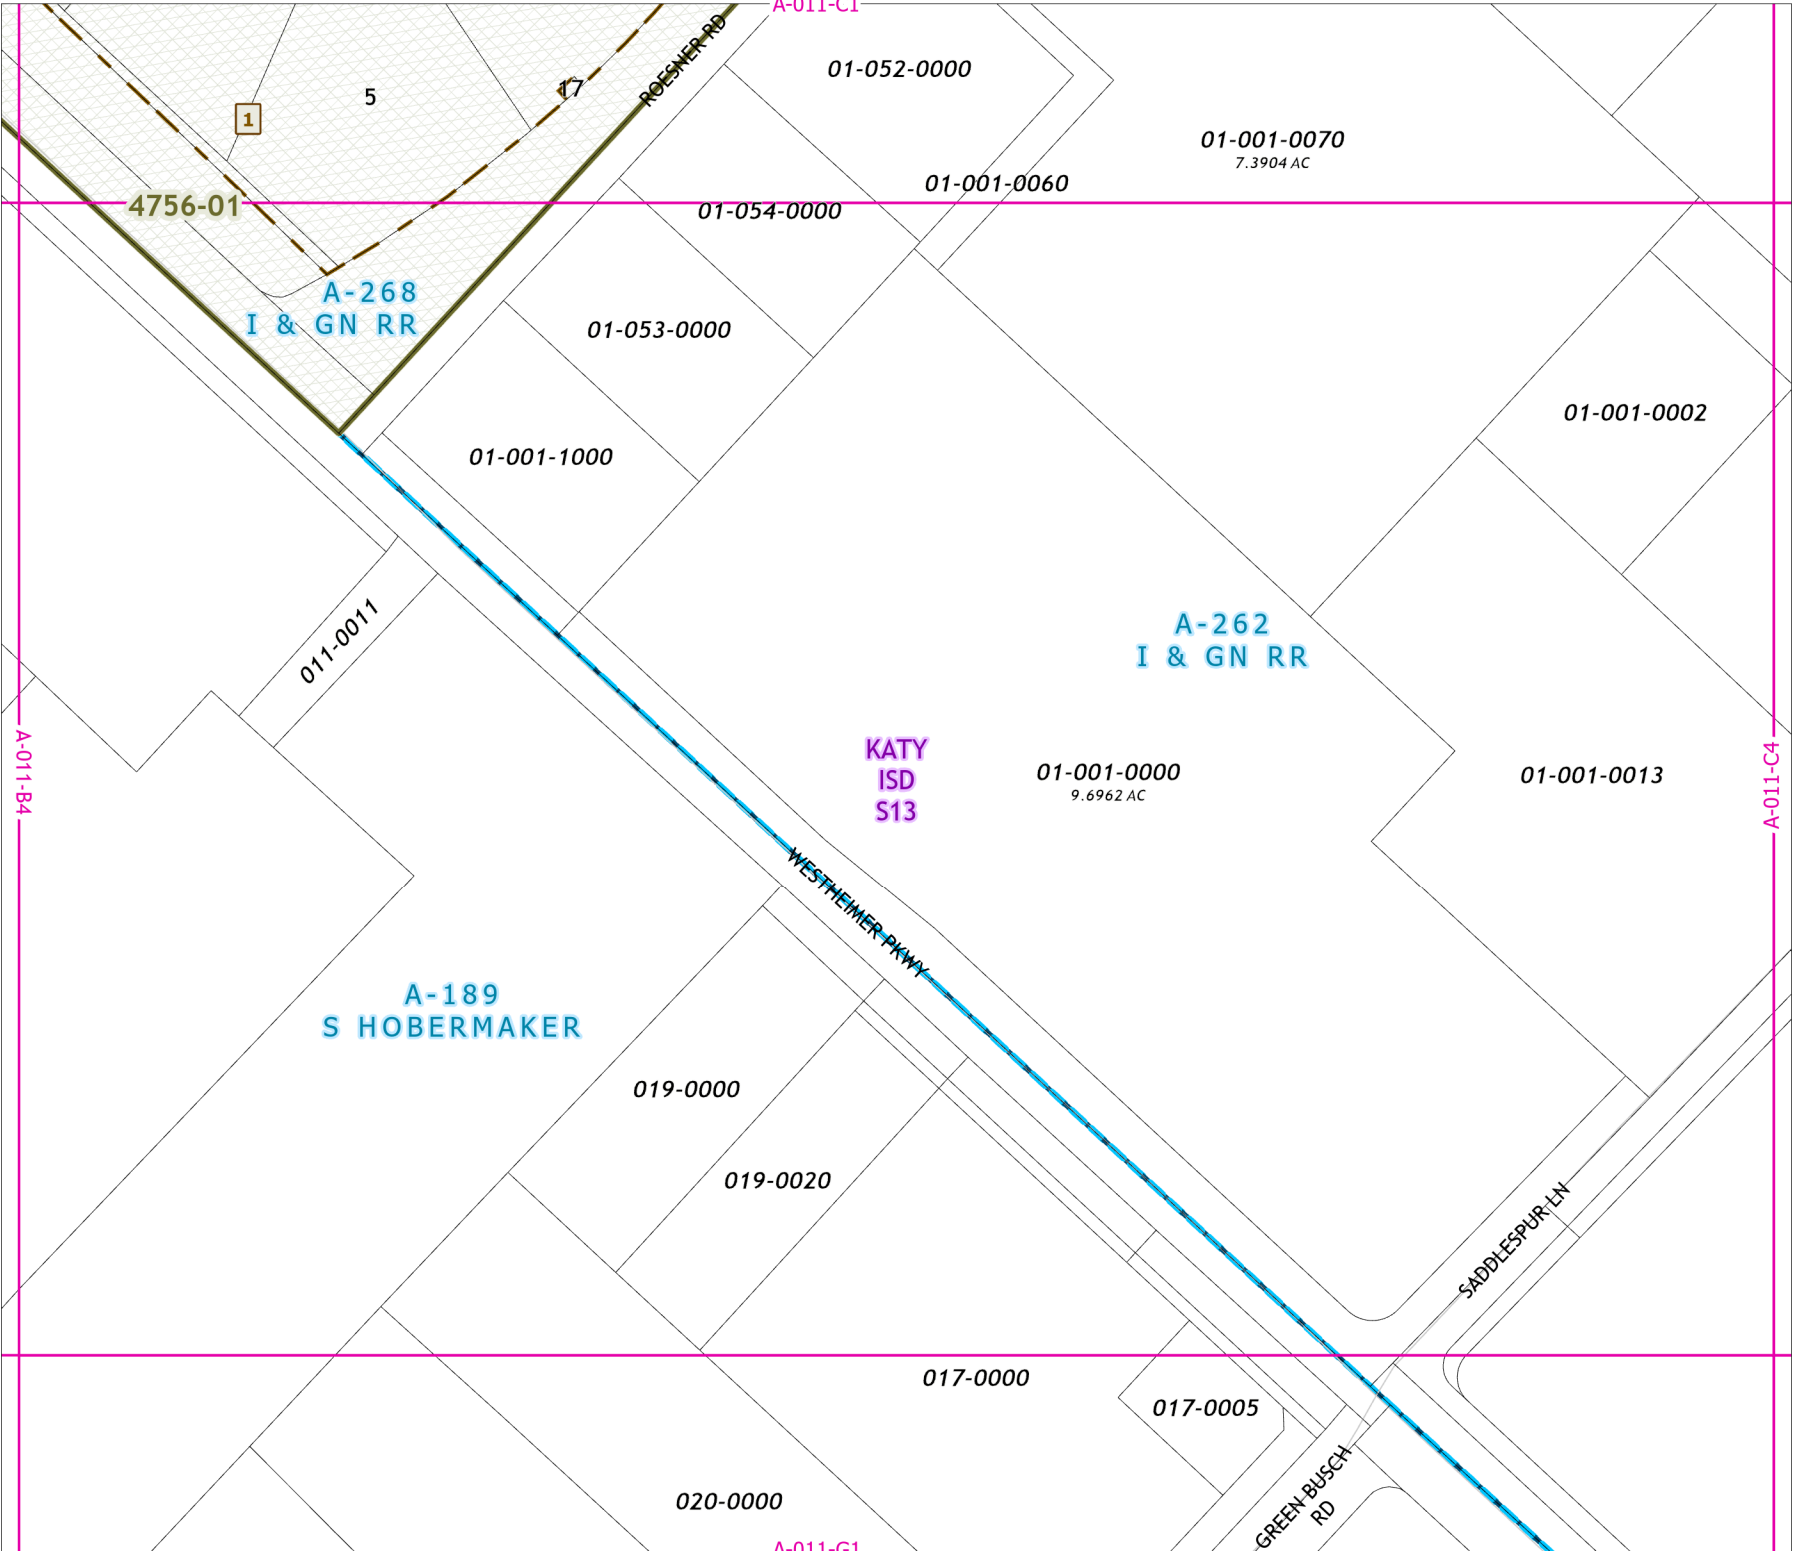 A-011-C1
ROESNER RD
01-052-0000
5
17
1
01-001-0070
7.3904 AC
01-001-0060
4756-01
01-054-0000
A-268
I & GN RR
01-053-0000
01-001-0002
01-001-1000
011-0011
A-262
I & GN RR
KATY
ISD
S13
01-001-0000
9.6962 AC
01-001-0013
A-011-B4
A-011-C4
WESTHEIMER PKWY
A-189
S HOBERMAKER
019-0000
019-0020
SADDLESPUR LN
017-0000
017-0005
GREEN BUSCH
RD
020-0000
A-011-G1